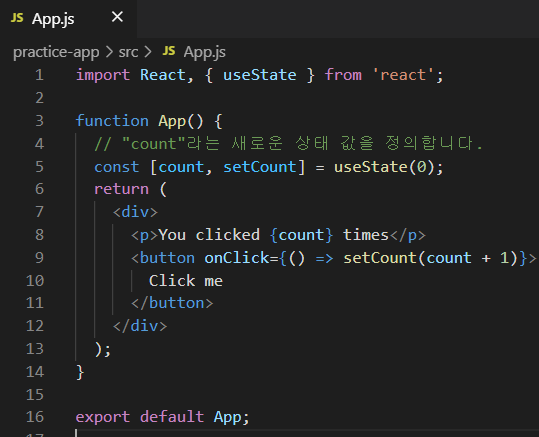 JS App.js ×
practice-app > src > JS App.js
1 import React, { useState } from 'react';
2
3 function App() {
4 // "count"라는 새로운 상태 값을 정의합니다.
5 const [count, setCount] = useState(0);
6 return (
7 <div>
8 <p>You clicked {count} times</p>
9 <button onClick={() => setCount(count + 1)}>
10 Click me
11 </button>
12 </div>
13 );
14 }
15
16 export default App;
17